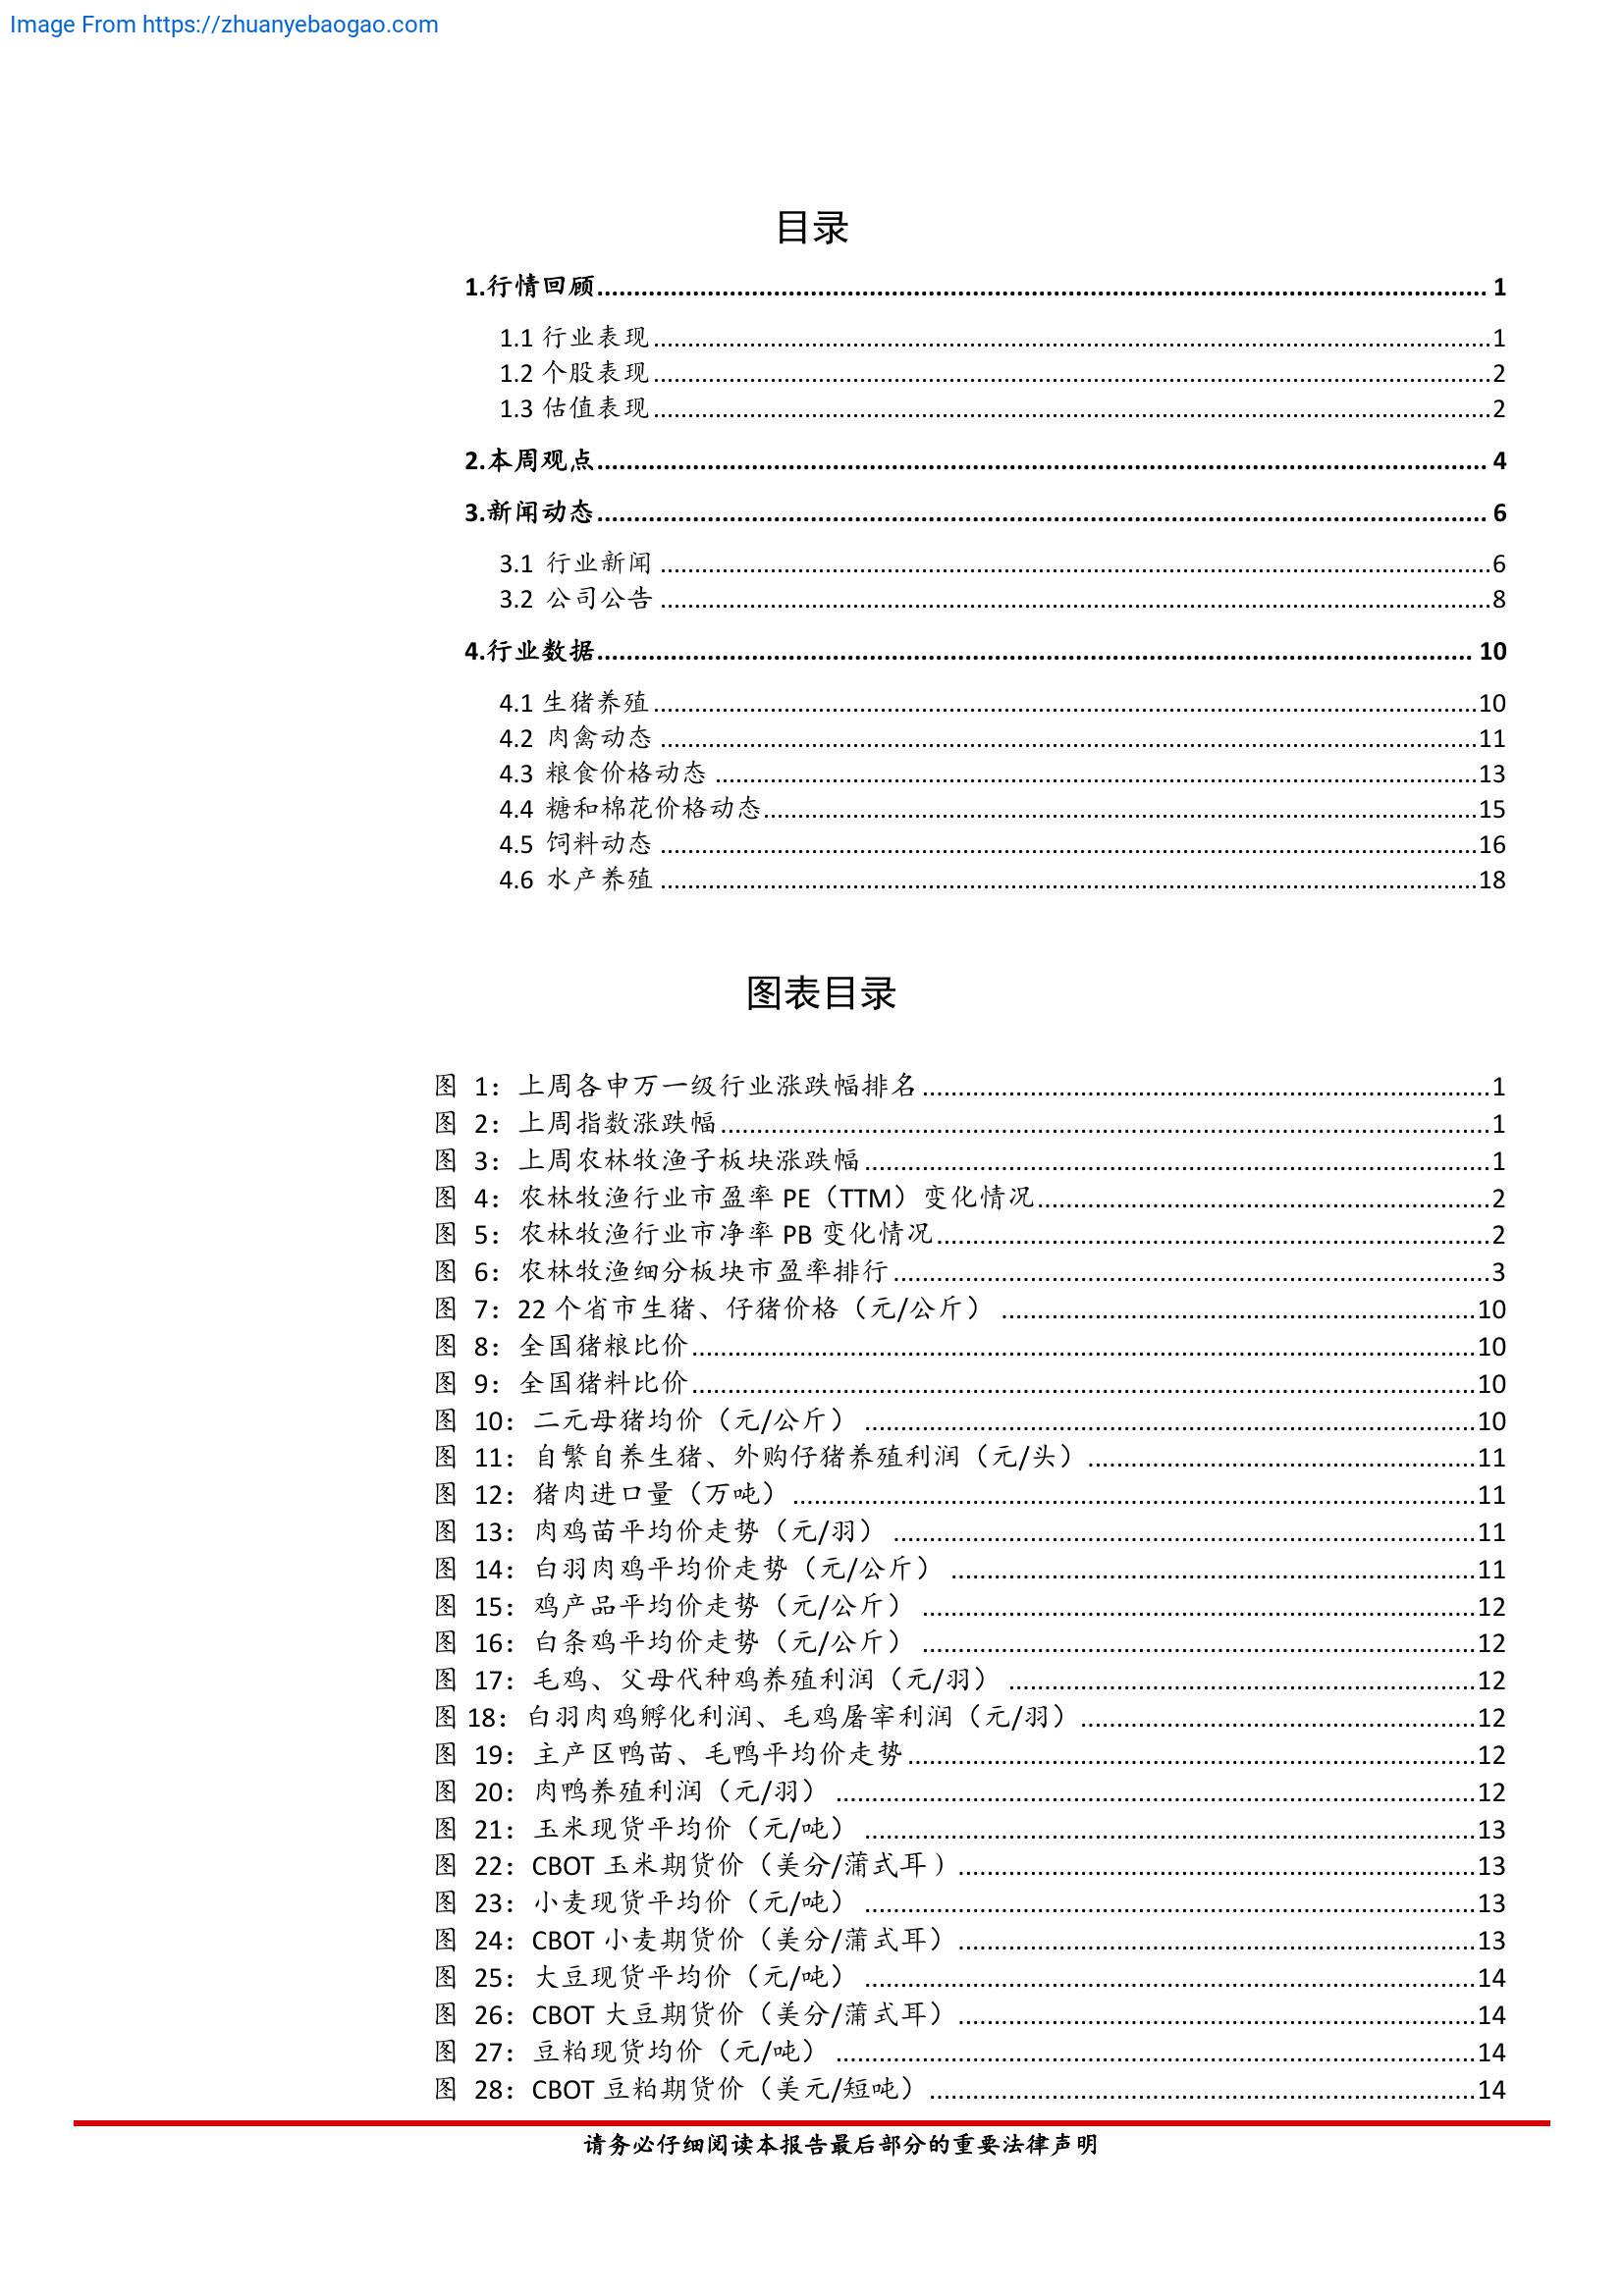 Image From https://zhuanyebaogao.com
目录
1.行情回顾 1
1.1 行业表现 1
1.2 个股表现 2
1.3 估值表现 2
2.本周观点 4
3.新闻动态 6
3.1 行业新闻 6
3.2 公司公告 8
4.行业数据 10
4.1 生猪养殖 10
4.2 肉禽动态 11
4.3 粮食价格动态 13
4.4 糖和棉花价格动态 15
4.5 饲料动态 16
4.6 水产养殖 18
图表目录
图 1：上周各申万一级行业涨跌幅排名 1
图 2：上周指数涨跌幅 1
图 3：上周农林牧渔子板块涨跌幅 1
图 4：农林牧渔行业市盈率 PE（TTM）变化情况 2
图 5：农林牧渔行业市净率 PB 变化情况 2
图 6：农林牧渔细分板块市盈率排行 3
图 7：22 个省市生猪、仔猪价格（元/公斤） 10
图 8：全国猪粮比价 10
图 9：全国猪料比价 10
图 10：二元母猪均价（元/公斤） 10
图 11：自繁自养生猪、外购仔猪养殖利润（元/头） 11
图 12：猪肉进口量（万吨） 11
图 13：肉鸡苗平均价走势（元/羽） 11
图 14：白羽肉鸡平均价走势（元/公斤） 11
图 15：鸡产品平均价走势（元/公斤） 12
图 16：白条鸡平均价走势（元/公斤） 12
图 17：毛鸡、父母代种鸡养殖利润（元/羽） 12
图 18：白羽肉鸡孵化利润、毛鸡屠宰利润（元/羽） 12
图 19：主产区鸭苗、毛鸭平均价走势 12
图 20：肉鸭养殖利润（元/羽） 12
图 21：玉米现货平均价（元/吨） 13
图 22：CBOT 玉米期货价（美分/蒲式耳） 13
图 23：小麦现货平均价（元/吨） 13
图 24：CBOT 小麦期货价（美分/蒲式耳） 13
图 25：大豆现货平均价（元/吨） 14
图 26：CBOT 大豆期货价（美分/蒲式耳） 14
图 27：豆粕现货均价（元/吨） 14
图 28：CBOT 豆粕期货价（美元/短吨） 14
请务必仔细阅读本报告最后部分的重要法律声明